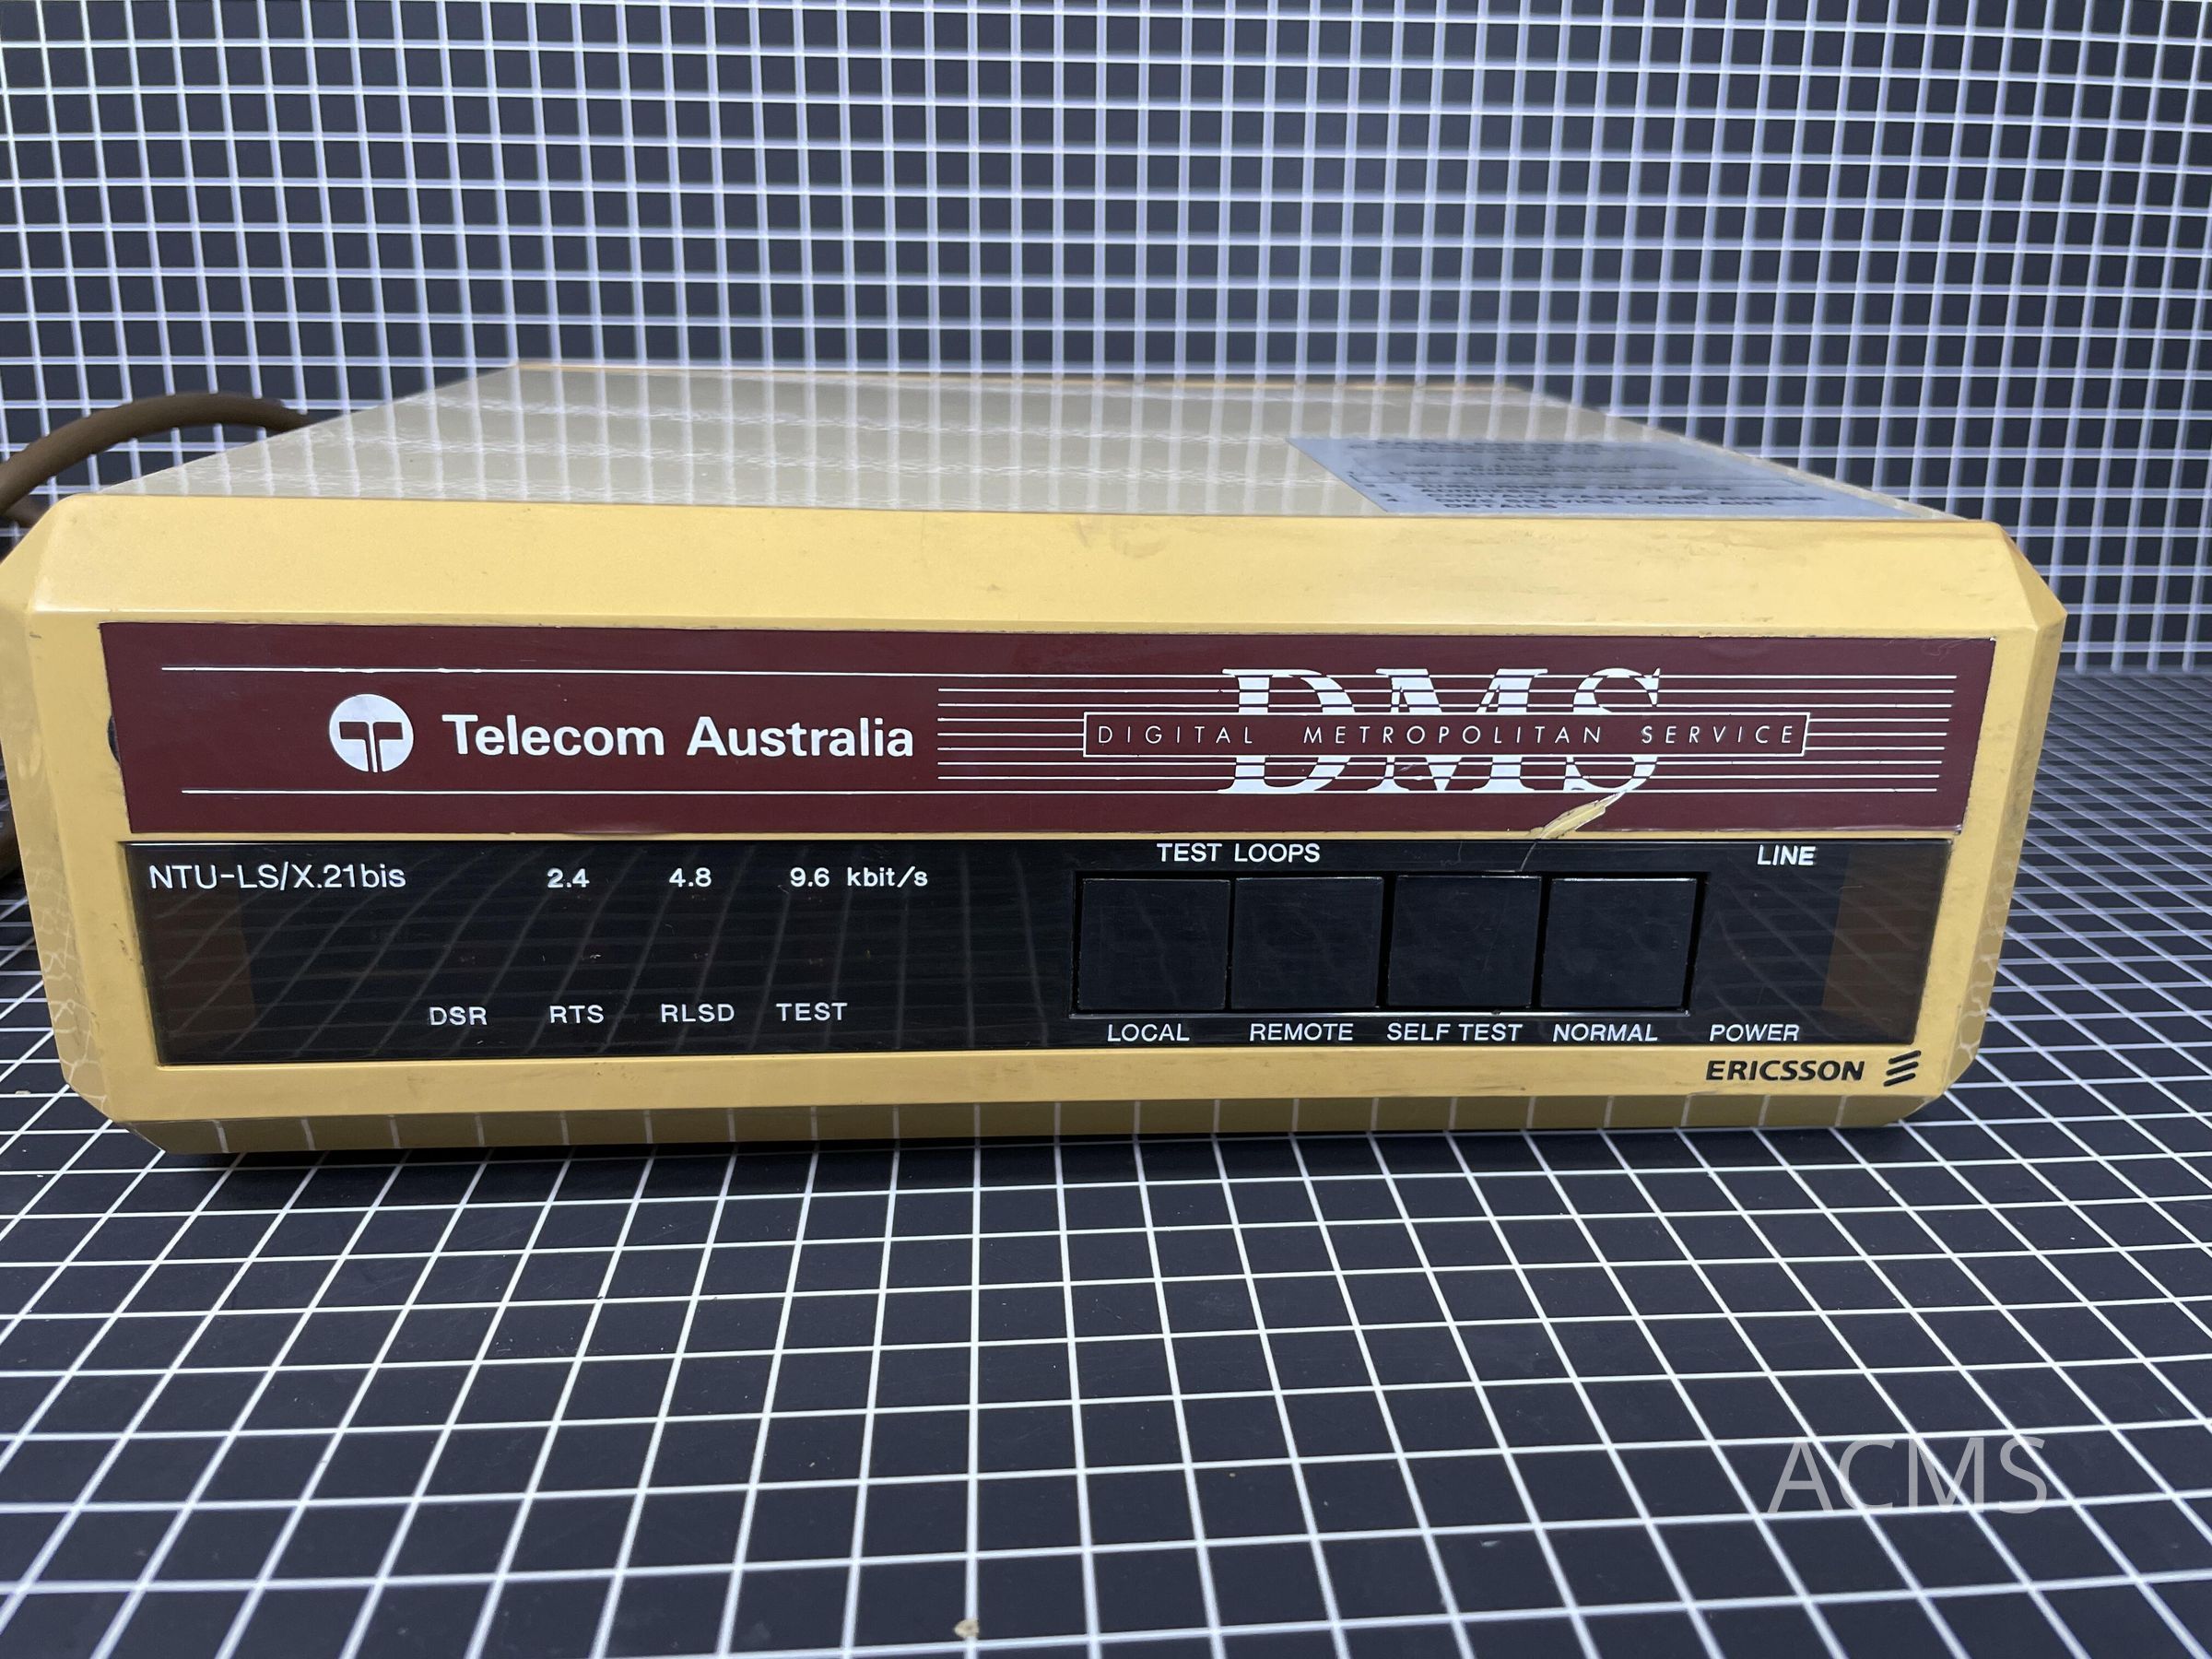 DETAILS
Telecom Australia
DMS
DIGITAL METROPOLITAN SERVICE
NTU-LS/X.21bis 2.4 4.8 9.6 kbit/s
TEST LOOPS
LINE
DSR RTS RLSD TEST
LOCAL REMOTE SELF TEST NORMAL POWER
ERICSSON
ACMS